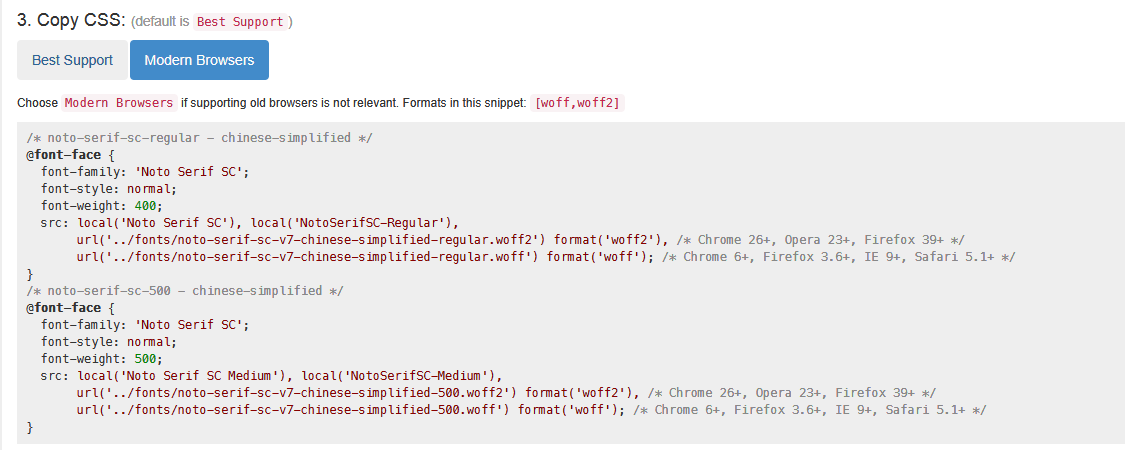 3. Copy CSS: (default is Best Support )
Best Support
Modern Browsers
Choose Modern Browsers if supporting old browsers is not relevant. Formats in this snippet: [woff,woff2]
/* noto-serif-sc-regular - chinese-simplified */
@font-face {
  font-family: 'Noto Serif SC';
  font-style: normal;
  font-weight: 400;
  src: local('Noto Serif SC'), local('NotoSerifSC-Regular'),
       url('../fonts/noto-serif-sc-v7-chinese-simplified-regular.woff2') format('woff2'), /* Chrome 26+, Opera 23+, Firefox 39+ */
       url('../fonts/noto-serif-sc-v7-chinese-simplified-regular.woff') format('woff'); /* Chrome 6+, Firefox 3.6+, IE 9+, Safari 5.1+ */
}
/* noto-serif-sc-500 - chinese-simplified */
@font-face {
  font-family: 'Noto Serif SC';
  font-style: normal;
  font-weight: 500;
  src: local('Noto Serif SC Medium'), local('NotoSerifSC-Medium'),
       url('../fonts/noto-serif-sc-v7-chinese-simplified-500.woff2') format('woff2'), /* Chrome 26+, Opera 23+, Firefox 39+ */
       url('../fonts/noto-serif-sc-v7-chinese-simplified-500.woff') format('woff'); /* Chrome 6+, Firefox 3.6+, IE 9+, Safari 5.1+ */
}